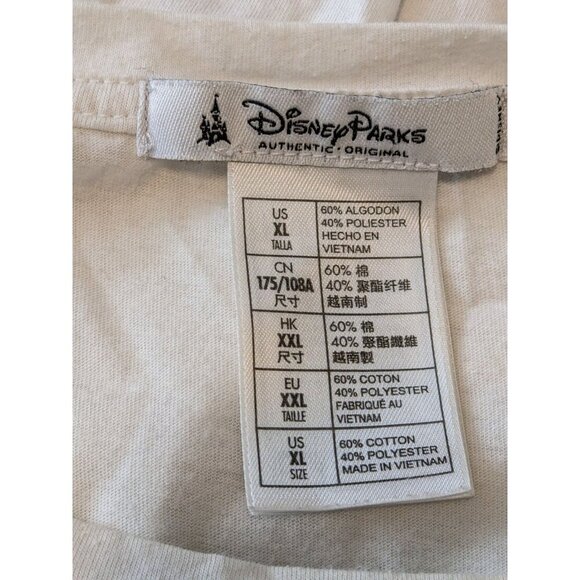 Disney Parks
AUTHENTIC · ORIGINAL
US
XL
TALLA
60% ALGODON
40% POLIESTER
HECHO EN
VIETNAM
CN
175/108A
尺寸
60% 棉
40% 聚酯纤维
越南制
HK
XXL
尺寸
60% 棉
40% 聚酯纖維
越南製
EU
XXL
TAILLE
60% COTON
40% POLYESTER
FABRIQUÉ AU
VIETNAM
US
XL
SIZE
60% COTTON
40% POLYESTER
MADE IN VIETNAM